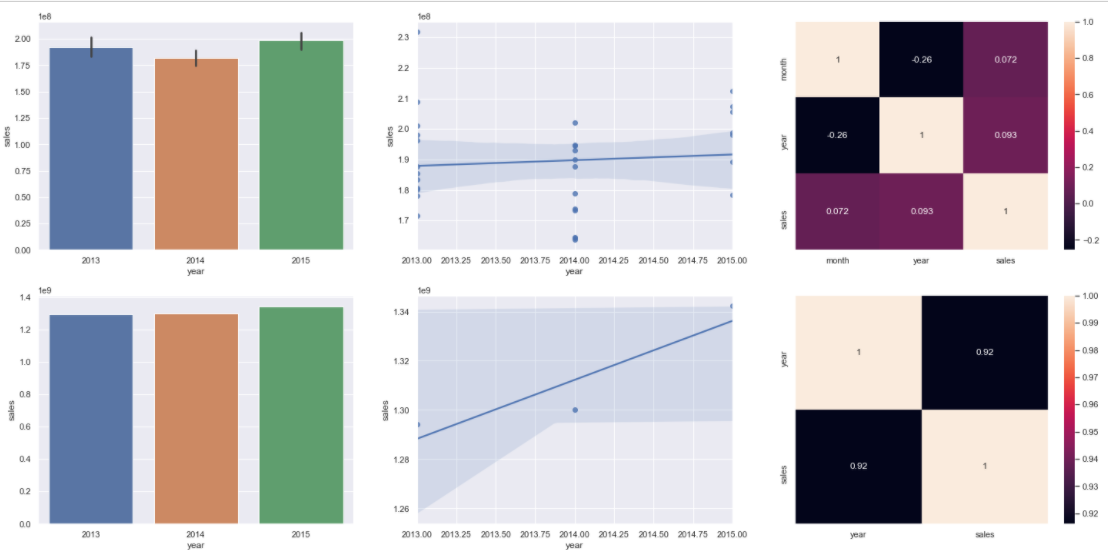 1e8
2.00
1.75
1.50
1.25
1.00
0.75
0.50
0.25
0.00
sales
2013 2014 2015
year
1e8
2.3
2.2
2.1
2.0
1.9
1.8
1.7
sales
2013.00 2013.25 2013.50 2013.75 2014.00 2014.25 2014.50 2014.75 2015.00
year
month
year
sales
1 -0.26 0.072
-0.26 1 0.093
0.072 0.093 1
month year sales
1.0
0.8
0.6
0.4
0.2
0.0
−0.2
1e9
1.4
1.2
1.0
0.8
0.6
0.4
0.2
0.0
sales
2013 2014 2015
year
1e9
1.34
1.32
1.30
1.28
1.26
sales
2013.00 2013.25 2013.50 2013.75 2014.00 2014.25 2014.50 2014.75 2015.00
year
year
sales
1 0.92
0.92 1
year sales
1.00
0.99
0.98
0.97
0.96
0.95
0.94
0.93
0.92